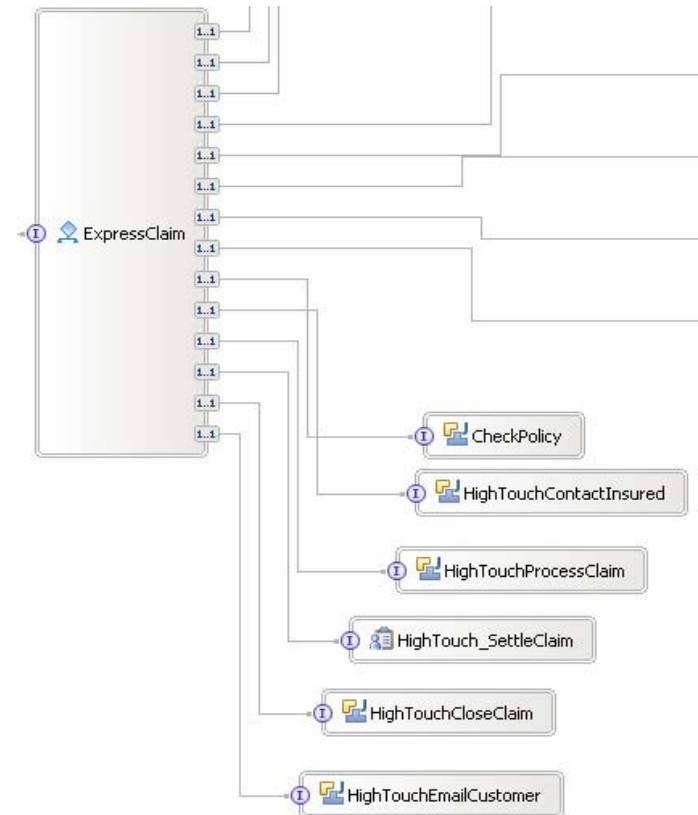 1..1
1..1
1..1
1..1
1..1
1..1
1..1
I ExpressClaim
1..1
1..1
1..1
1..1
1..1
1..1
1..1
I CheckPolicy
I HighTouchContactInsured
I HighTouchProcessClaim
I HighTouch_SettleClaim
I HighTouchCloseClaim
I HighTouchEmailCustomer